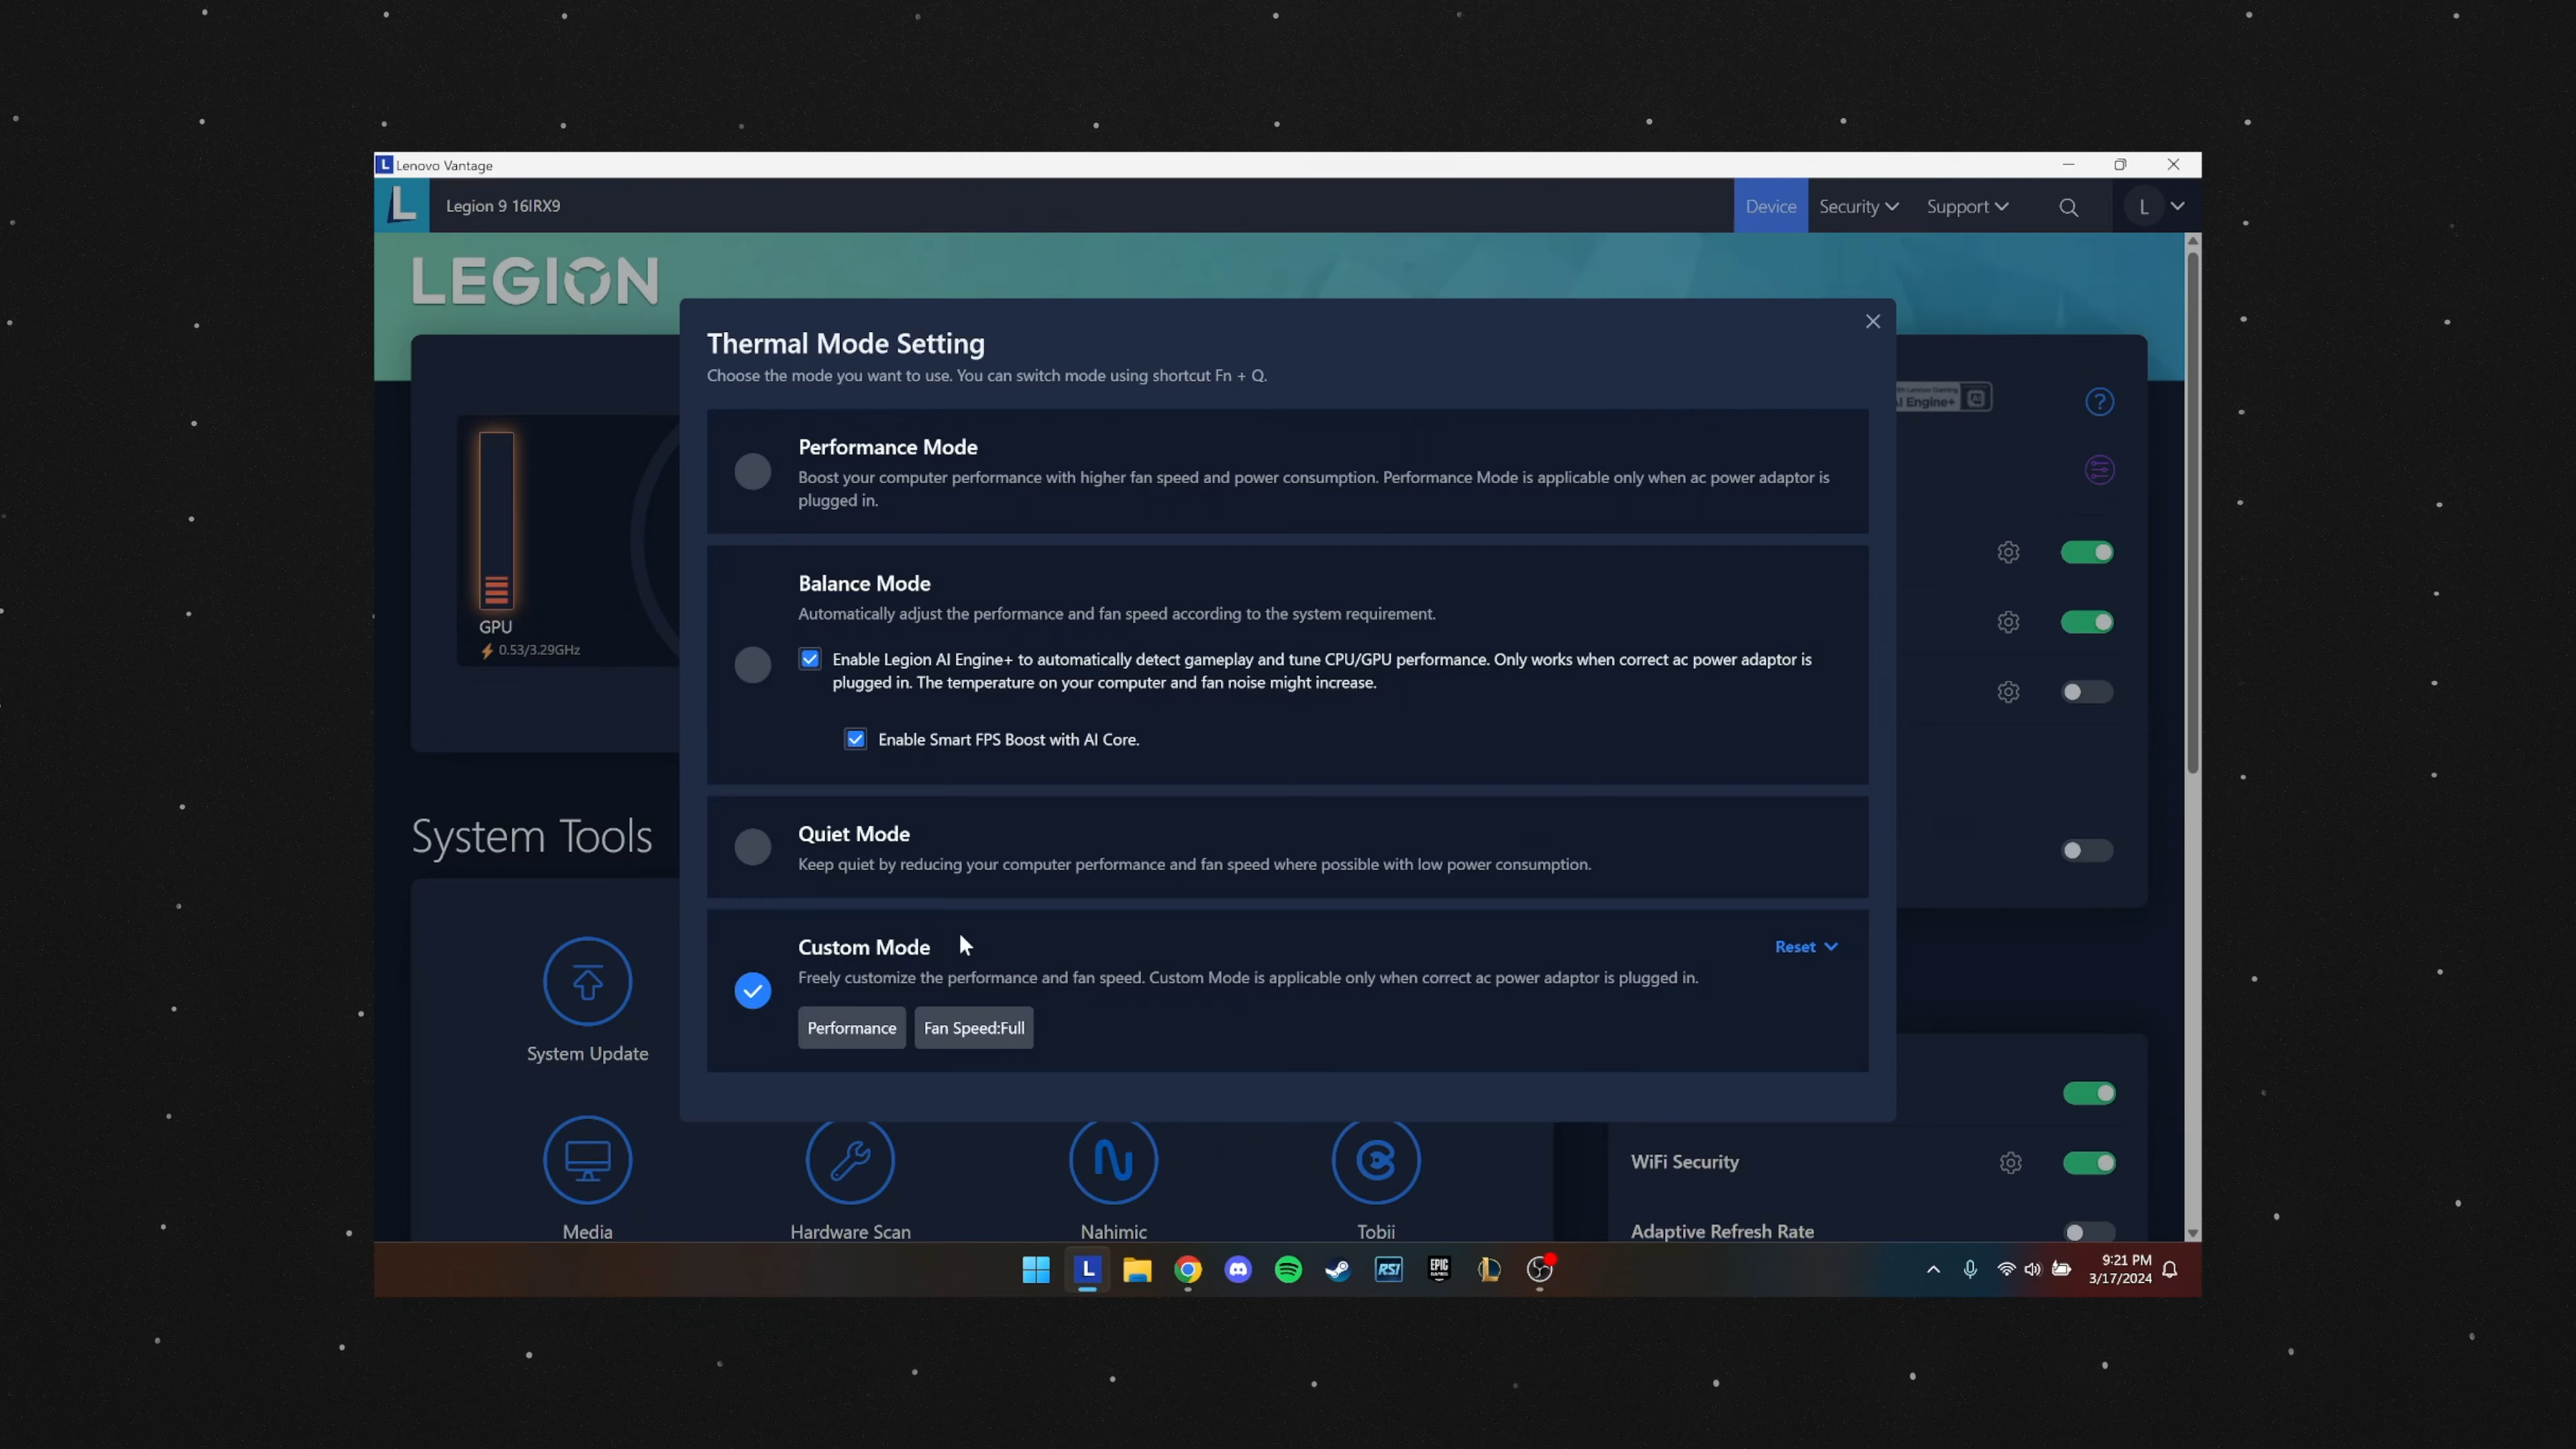 Lenovo Vantage
Legion 9 16IRX9
Device
Security
Support
L
LEGION
Thermal Mode Setting
Choose the mode you want to use. You can switch mode using shortcut Fn + Q.
Performance Mode
Boost your computer performance with higher fan speed and power consumption. Performance Mode is applicable only when ac power adaptor is
plugged in.
Balance Mode
Automatically adjust the performance and fan speed according to the system requirement.
Enable Legion AI Engine+ to automatically detect gameplay and tune CPU/GPU performance. Only works when correct ac power adaptor is
plugged in. The temperature on your computer and fan noise might increase.
Enable Smart FPS Boost with AI Core.
Quiet Mode
Keep quiet by reducing your computer performance and fan speed where possible with low power consumption.
Custom Mode
Reset
Freely customize the performance and fan speed. Custom Mode is applicable only when correct ac power adaptor is plugged in.
Performance
Fan Speed:Full
GPU
0.53/3.29GHz
Lenovo Gaming
AI Engine+
System Tools
System Update
Media
Hardware Scan
Nahimic
Tobii
WiFi Security
Adaptive Refresh Rate
L
RSI
EPIC
GAMES
9:21 PM
3/17/2024